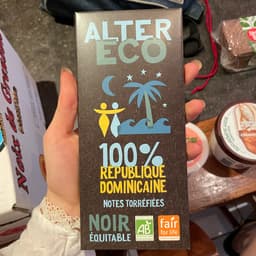 ALTER
ECO
100%
RÉPUBLIQUE
DOMINICAINE
NOTES TORRÉFIÉES
NOIR
ÉQUITABLE
AB
fair
for life